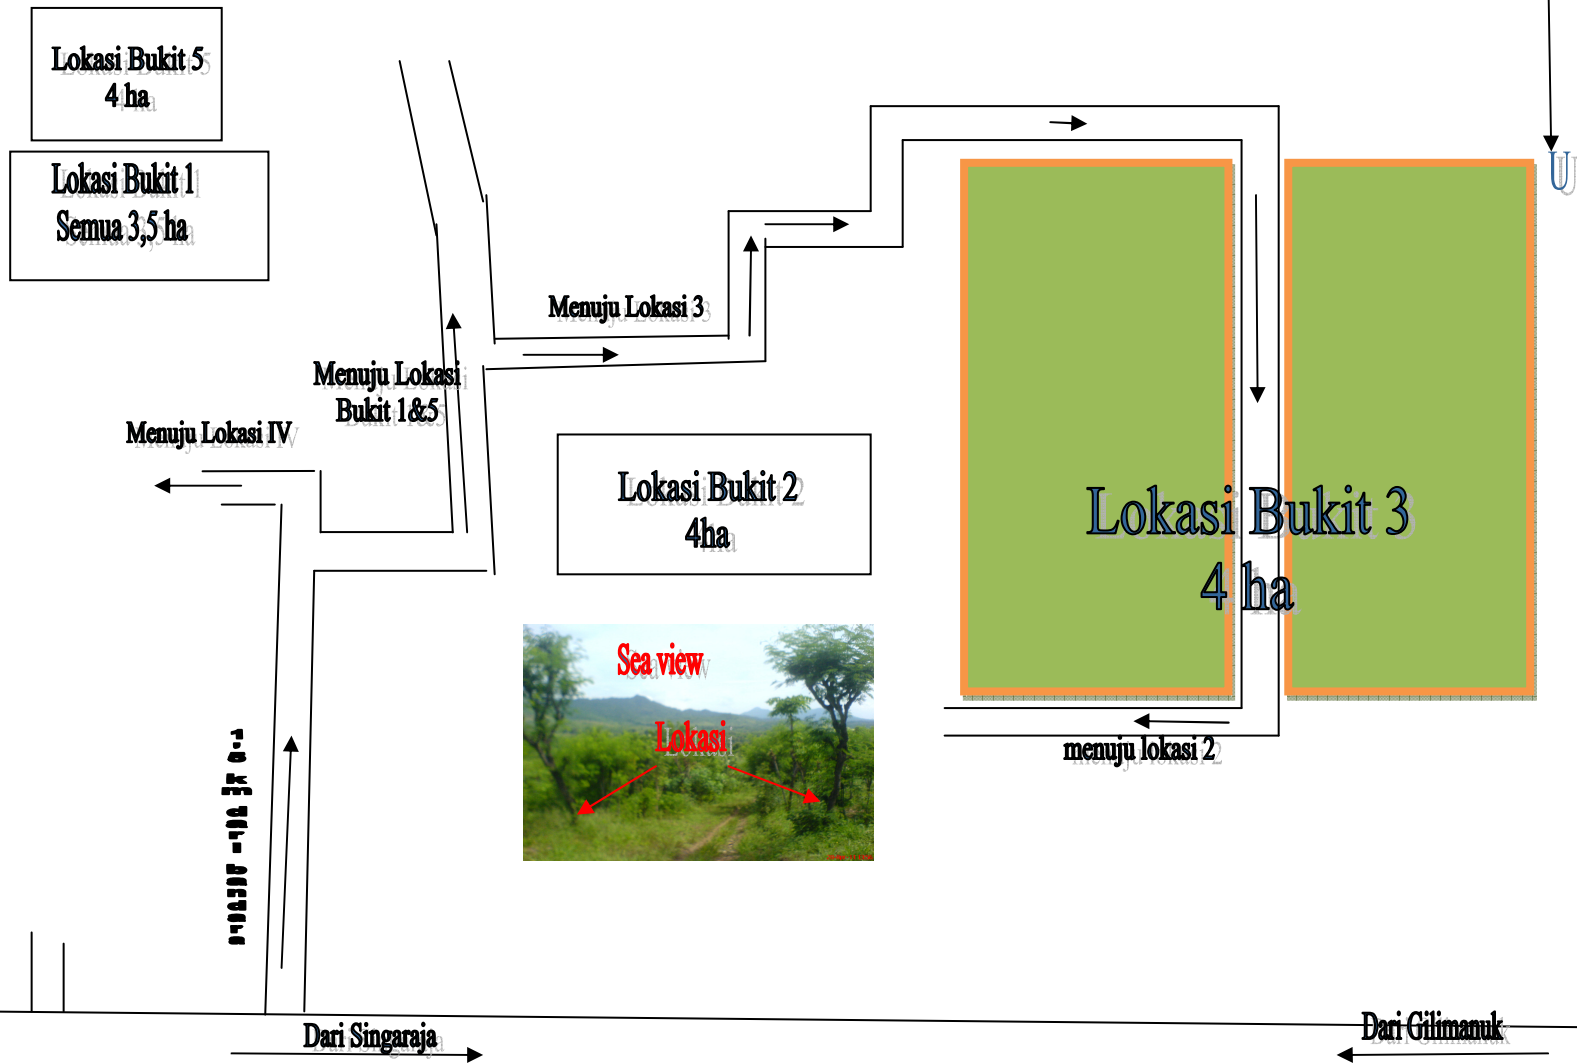 Lokasi Bukit 5
4 ha
Lokasi Bukit 1
Semua 3,5 ha
U
Menuju Lokasi 3
Menuju Lokasi
Bukit 1&5
Menuju Lokasi IV
Lokasi Bukit 2
4ha
Lokasi Bukit 3
4 ha
Sea view
Lokasi
menuju lokasi 2
Dari Singaraja
Dari Gilimanuk